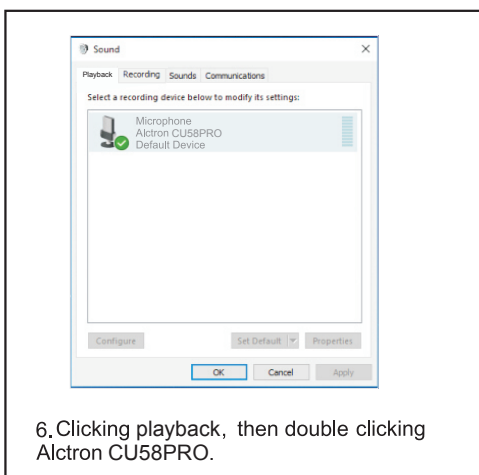 Sound
Playback Recording Sounds Communications
Select a recording device below to modify its settings:
Microphone
Alctron CU58PRO
Default Device
Configure Set Default Properties
OK Cancel Apply
6.Clicking playback, then double clicking
Alctron CU58PRO.